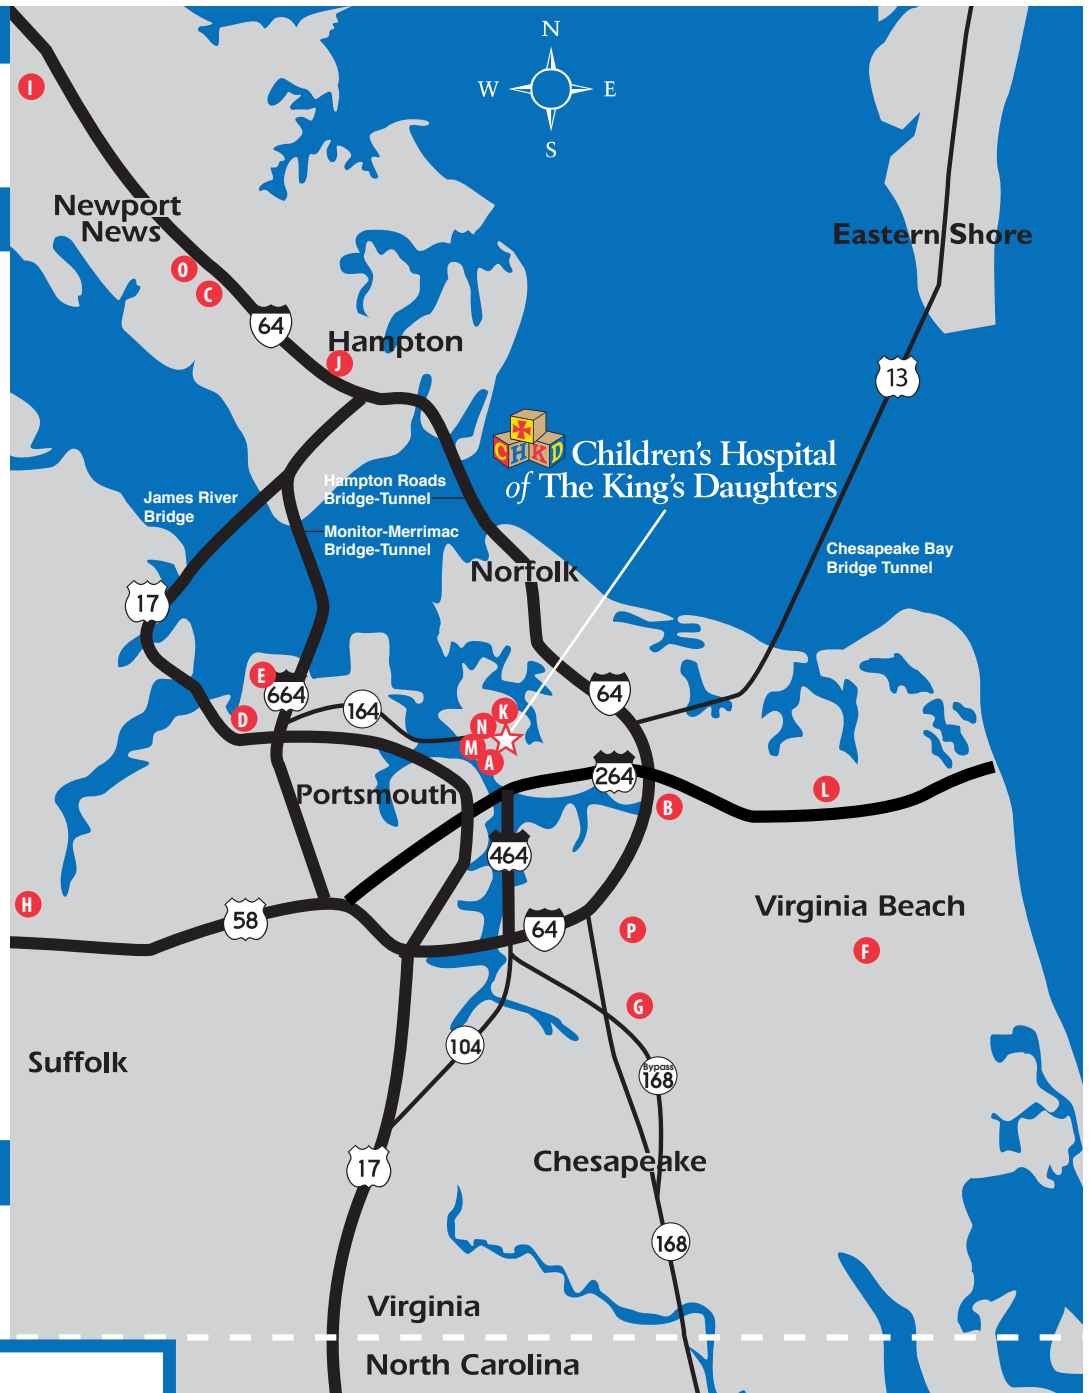 N
W E
S
I
Newport
News
Eastern Shore
O
C
64
Hampton
J
13
CHKD
Children's Hospital
of The King's Daughters
Hampton Roads
Bridge-Tunnel
James River
Bridge
Monitor-Merrimac
Bridge-Tunnel
Chesapeake Bay
Bridge Tunnel
Norfolk
17
E
664
64
D
164
K
N
M
A
264
L
Portsmouth
B
464
H
58
Virginia Beach
64
P
F
G
104
Suffolk
Bypass
168
Chesapeake
17
168
Virginia
North Carolina